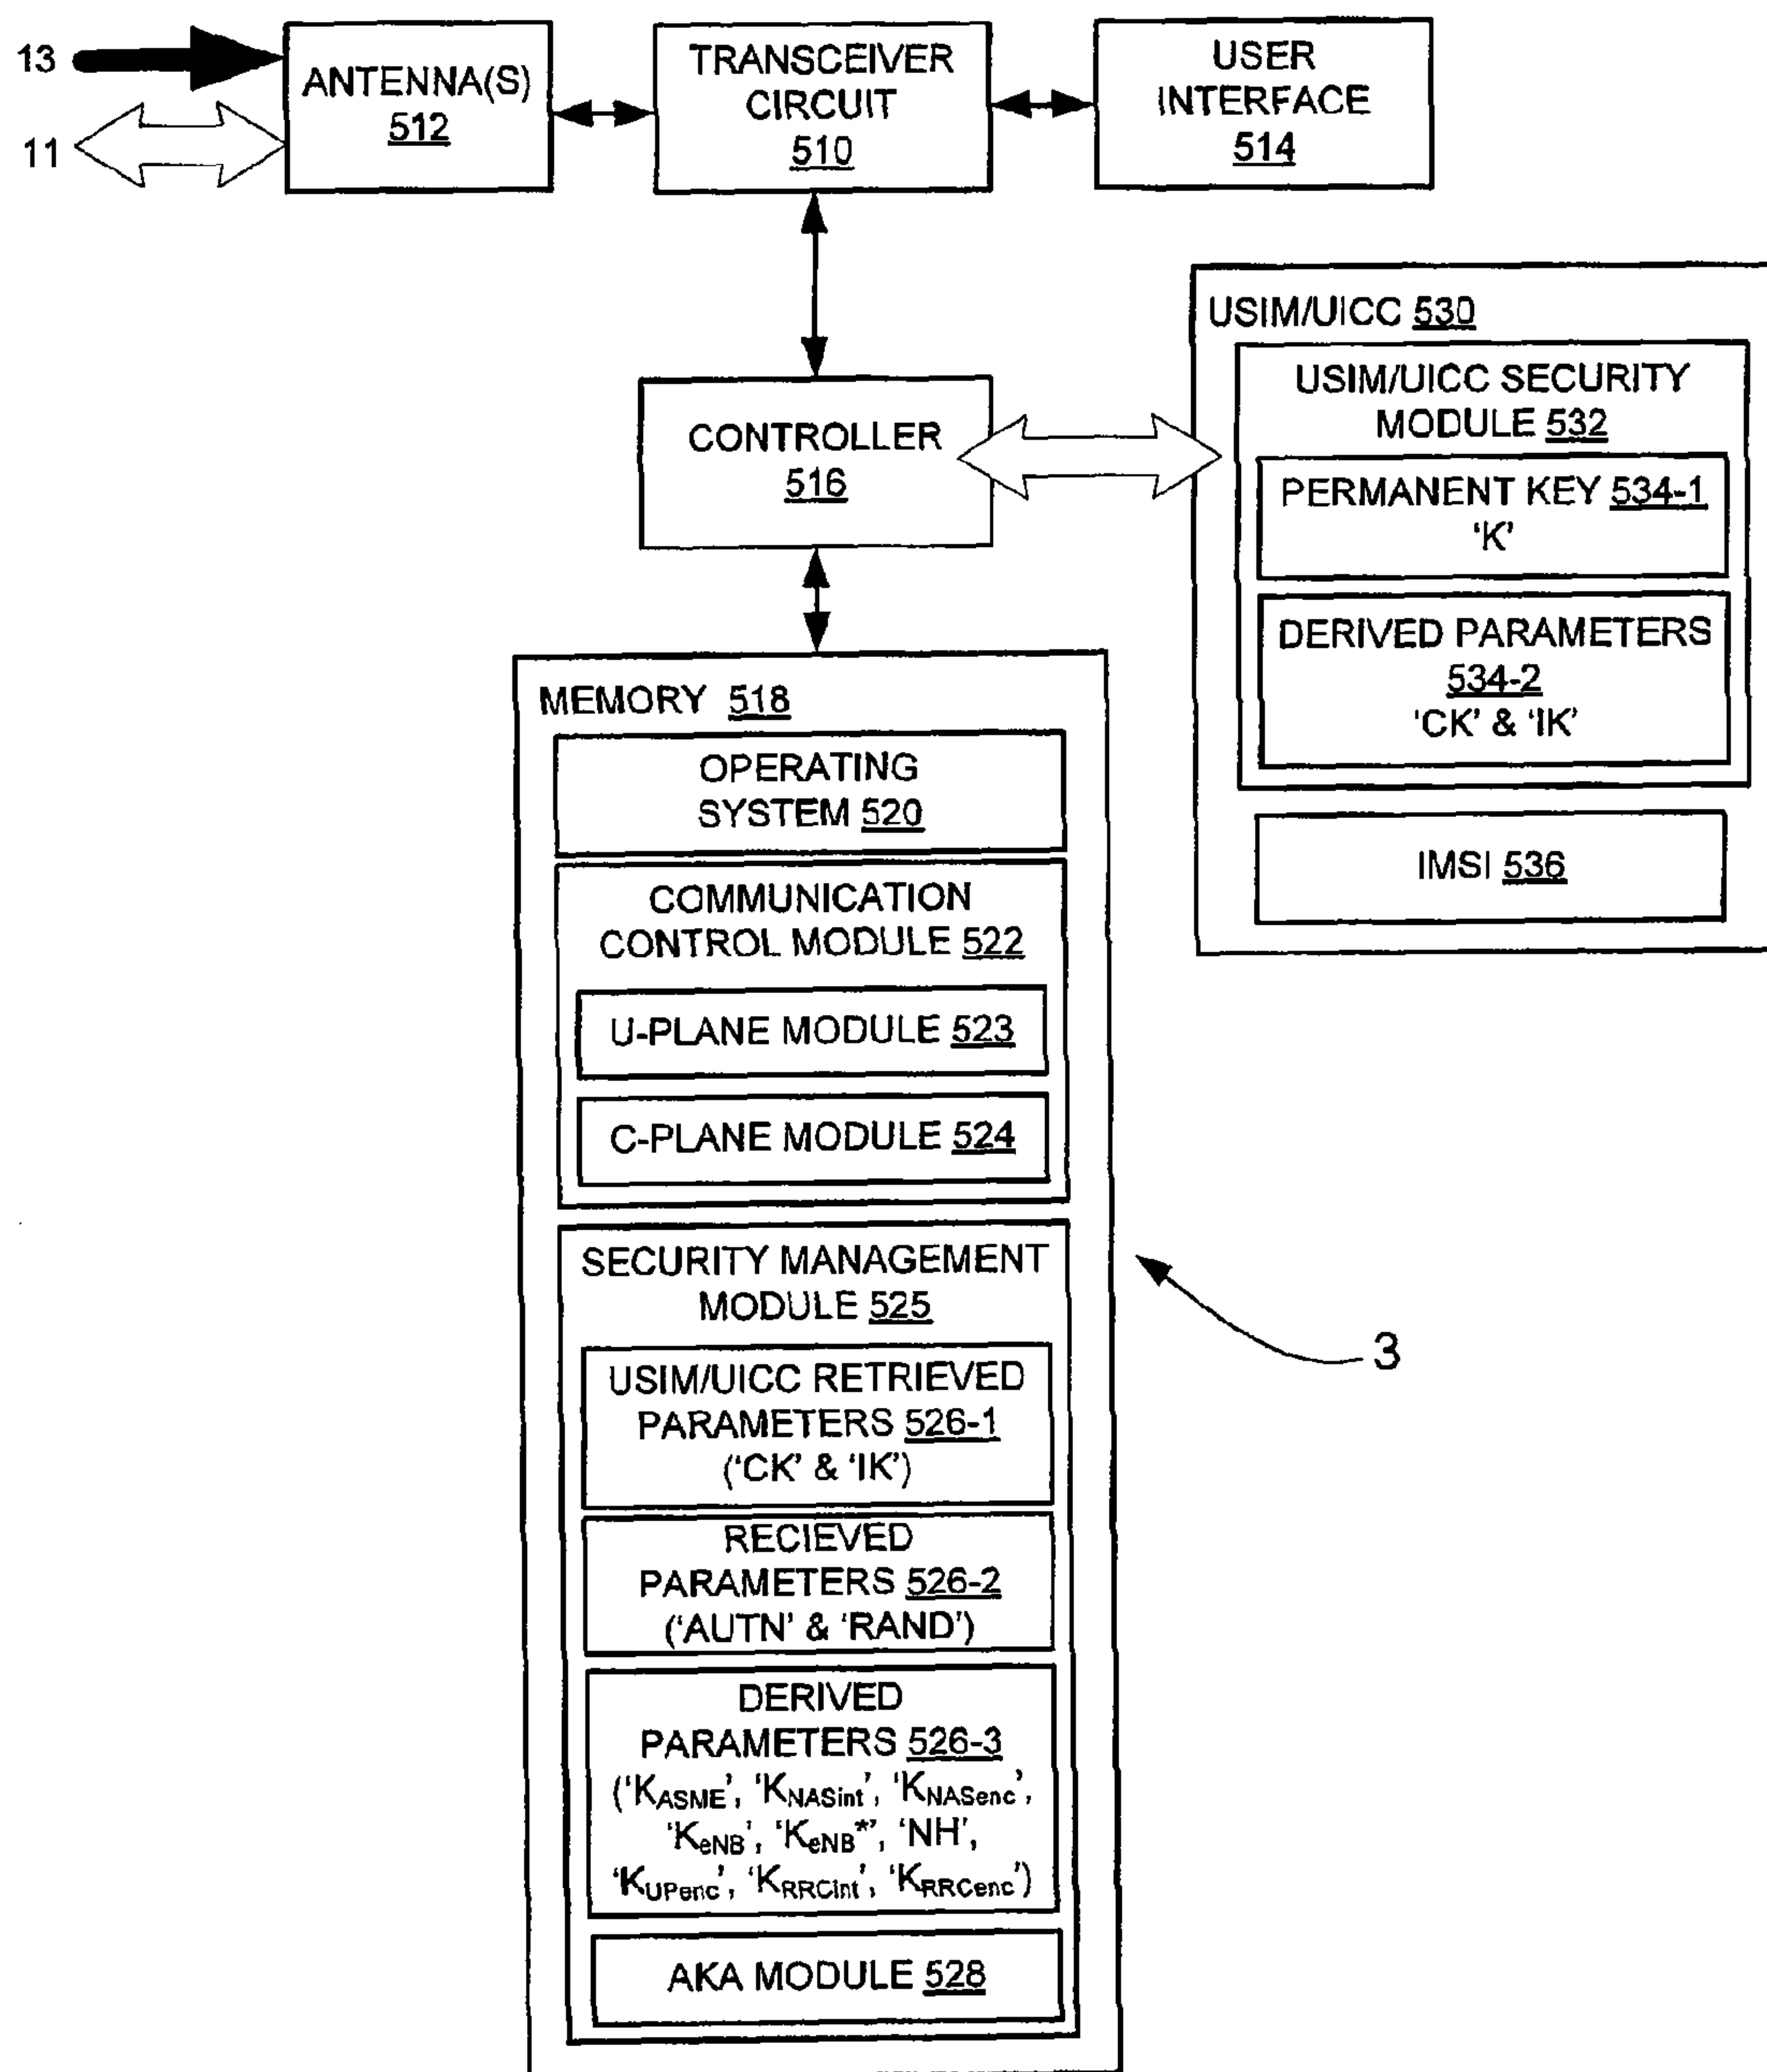 13
11
ANTENNA(S)
512
TRANSCEIVER
CIRCUIT
510
USER
INTERFACE
514
CONTROLLER
516
USIM/UICC 530
USIM/UICC SECURITY
MODULE 532
PERMANENT KEY 534-1
‘K’
DERIVED PARAMETERS
534-2
‘CK’ & ‘IK’
IMSI 536
MEMORY 518
OPERATING
SYSTEM 520
COMMUNICATION
CONTROL MODULE 522
U-PLANE MODULE 523
C-PLANE MODULE 524
SECURITY MANAGEMENT
MODULE 525
USIM/UICC RETRIEVED
PARAMETERS 526-1
(‘CK’ & ‘IK’)
RECIEVED
PARAMETERS 526-2
(‘AUTN’ & ‘RAND’)
DERIVED
PARAMETERS 526-3
(‘KASME’, ‘KNASint’, ‘KNASenc’,
‘KeNB’, ‘KeNB*’, ‘NH’,
‘KUPenc’, ‘KRRCint’, ‘KRRCenc’)
AKA MODULE 528
3